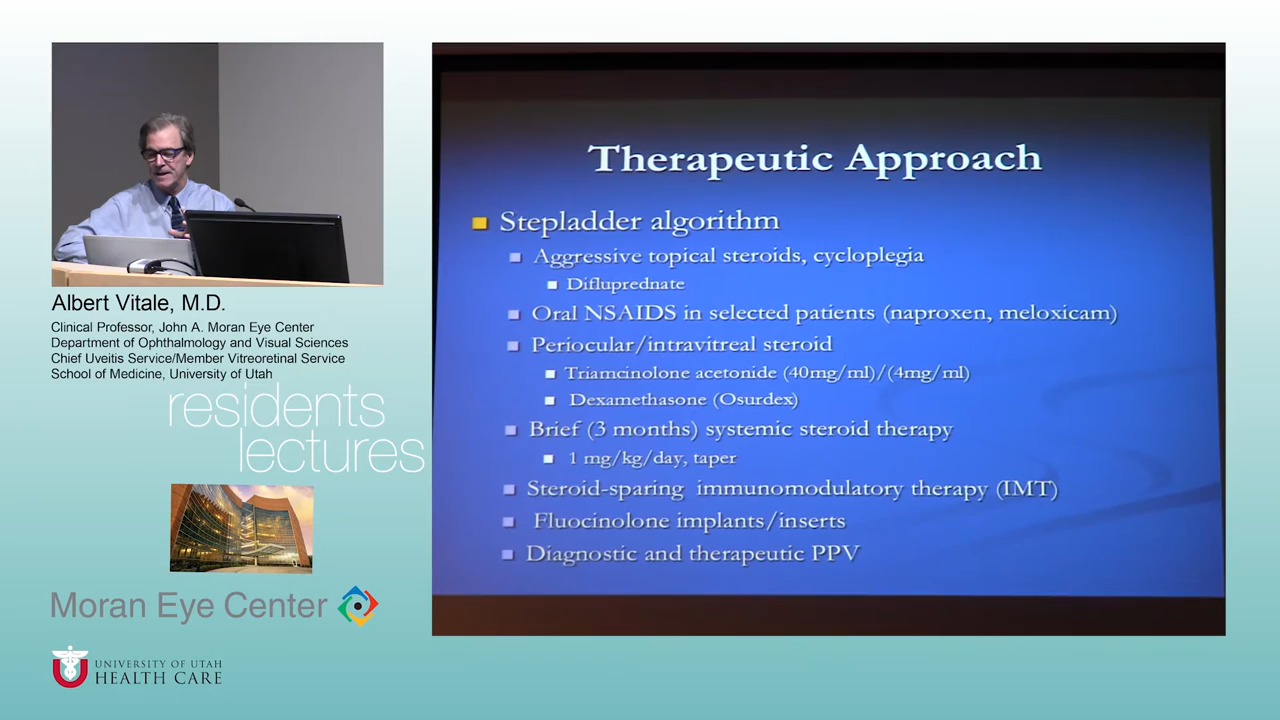 Albert Vitale, M.D.
Clinical Professor, John A. Moran Eye Center
Department of Ophthalmology and Visual Sciences
Chief Uveitis Service/Member Vitreoretinal Service
School of Medicine, University of Utah
residents
lectures
Moran Eye Center
UNIVERSITY OF UTAH
HEALTH CARE
Therapeutic Approach
Stepladder algorithm
Aggressive topical steroids, cycloplegia
Difluprednate
Oral NSAIDS in selected patients (naproxen, meloxicam)
Periocular/intravitreal steroid
Triamcinolone acetonide (40mg/ml)/(4mg/ml)
Dexamethasone (Osurdex)
Brief (3 months) systemic steroid therapy
1 mg/kg/day, taper
Steroid-sparing immunomodulatory therapy (IMT)
Fluocinolone implants/inserts
Diagnostic and therapeutic PPV